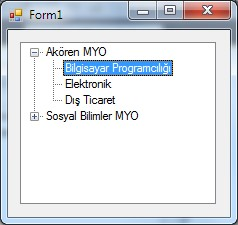 Form1
Akören MYO
Bilgisayar Programcılığı
Elektronik
Dış Ticaret
Sosyal Bilimler MYO